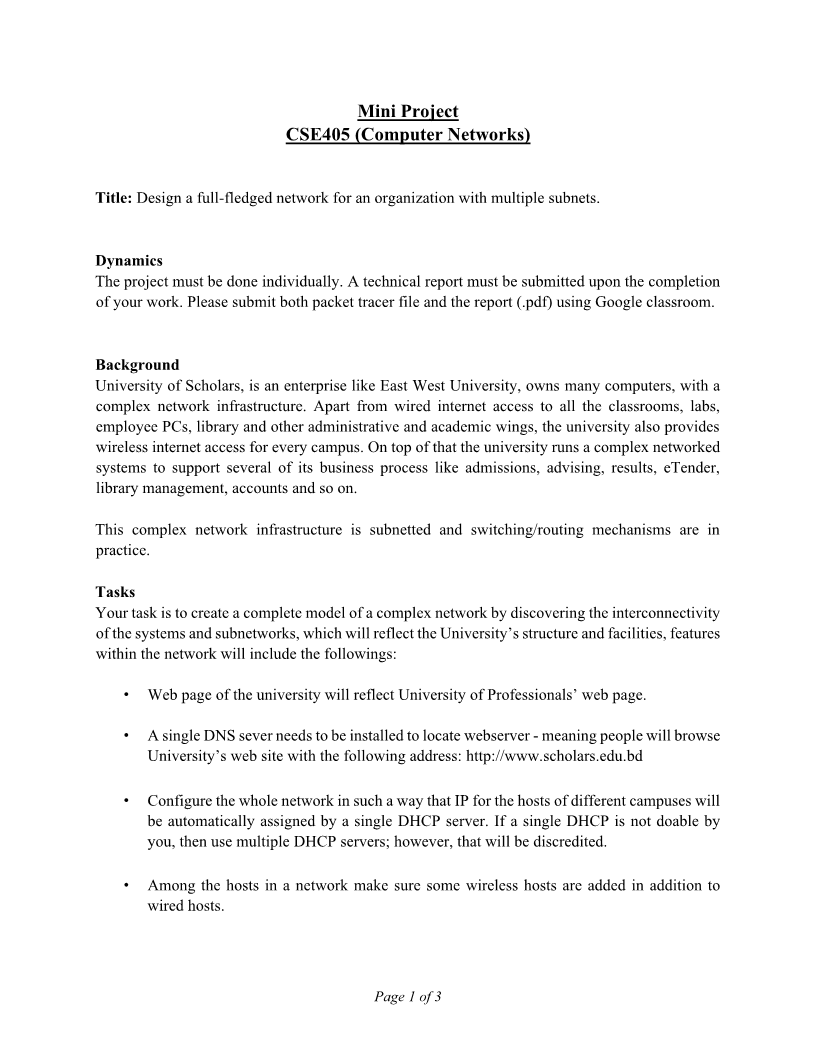 Mini Project
CSE405 (Computer Networks)
Title: Design a full-fledged network for an organization with multiple subnets.
Dynamics
The project must be done individually. A technical report must be submitted upon the completion
of your work. Please submit both packet tracer file and the report (.pdf) using Google classroom.
Background
University of Scholars, is an enterprise like East West University, owns many computers, with a
complex network infrastructure. Apart from wired internet access to all the classrooms, labs,
employee PCs, library and other administrative and academic wings, the university also provides
wireless internet access for every campus. On top of that the university runs a complex networked
systems to support several of its business process like admissions, advising, results, eTender,
library management, accounts and so on.
This complex network infrastructure is subnetted and switching/routing mechanisms are in
practice.
Tasks
Your task is to create a complete model of a complex network by discovering the interconnectivity
of the systems and subnetworks, which will reflect the University’s structure and facilities, features
within the network will include the followings:
• Web page of the university will reflect University of Professionals’ web page.
• A single DNS sever needs to be installed to locate webserver - meaning people will browse
University’s web site with the following address: http://www.scholars.edu.bd
• Configure the whole network in such a way that IP for the hosts of different campuses will
be automatically assigned by a single DHCP server. If a single DHCP is not doable by
you, then use multiple DHCP servers; however, that will be discredited.
• Among the hosts in a network make sure some wireless hosts are added in addition to
wired hosts.
Page 1 of 3